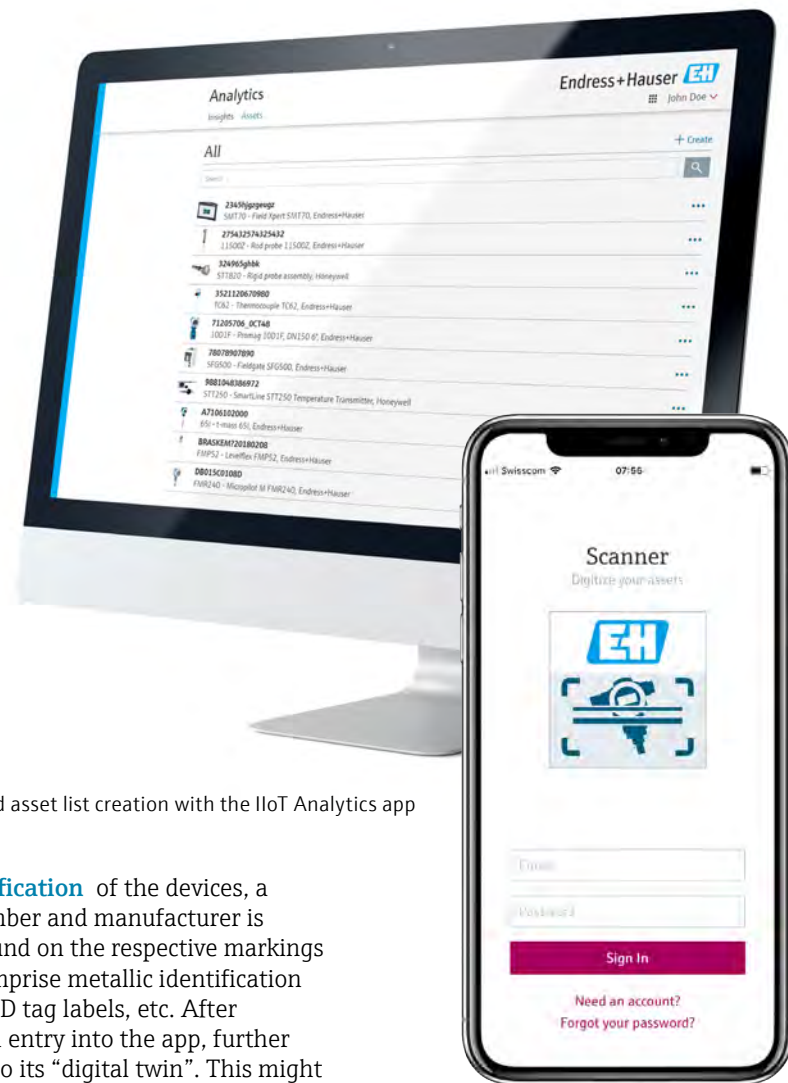 Analytics
Endress+Hauser EH
Insights Assets
John Doe
All
+ Create
Search
2345hjgzgeugz
SMT70 - Field Xpert SMT70, Endress+Hauser
275432574325432
11500Z - Rod probe 11500Z, Endress+Hauser
324965ghbk
STT820 - Rigid probe assembly, Honeywell
3521120670980
TC62 - Thermocouple TC62, Endress+Hauser
71205706_0CT48
10D1F - Promag 10D1F, DN150 6", Endress+Hauser
78078907890
SFG500 - Fieldgate SFG500, Endress+Hauser
9881048386972
STT250 - SmartLine STT250 Temperature Transmitter, Honeywell
A7106102000
65I - t-mass 65I, Endress+Hauser
BRASKEM720180208
FMP52 - Levelflex FMP52, Endress+Hauser
DB015C0108D
FMR240 - Micropilot M FMR240, Endress+Hauser
Swisscom 07:56
Scanner
Digitize your assets
EH
Email
Password
Sign In
Need an account?
Forgot your password?
d asset list creation with the IIoT Analytics app
fication of the devices, a
mber and manufacturer is
und on the respective markings
mprise metallic identification
D tag labels, etc. After
entry into the app, further
o its “digital twin”. This might